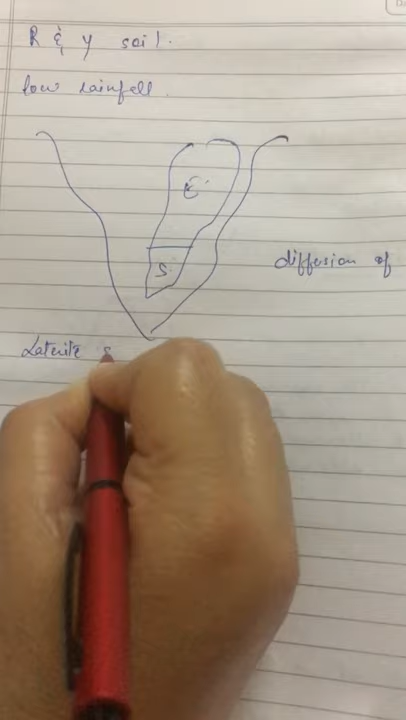 R & y soil.
low rainfall
E
S
diffusion of
Laterite s